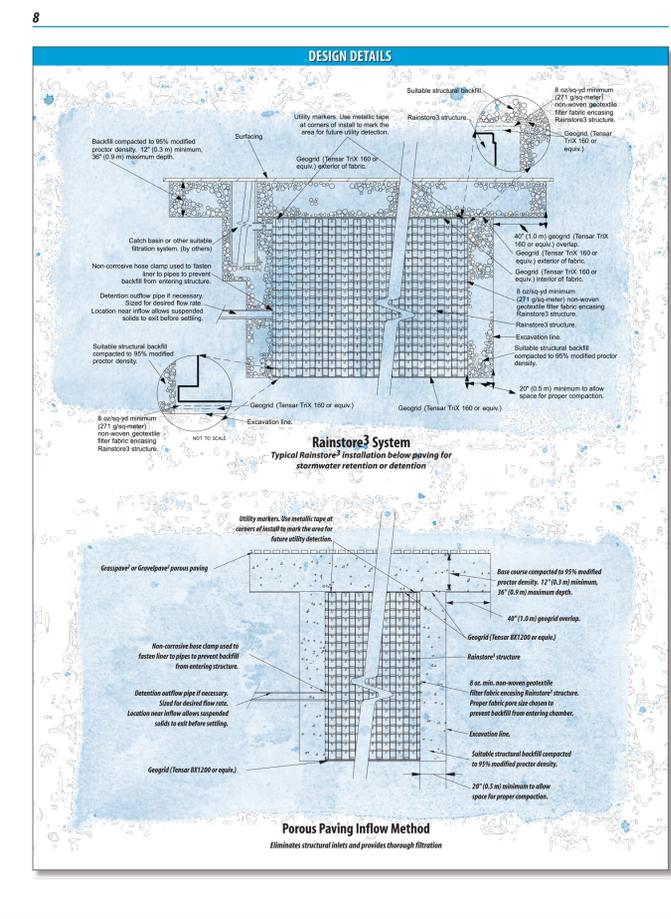 8
DESIGN DETAILS
Suitable structural backfill.
8 oz/sq-yd minimum
(271 g/sq-meter)
non-woven geotextile
filter fabric encasing
Rainstore3 structure.
Rainstore3 structure.
Geogrid (Tensar
TriX 160 or
equiv.)
Utility markers. Use metallic tape
at corners of install to mark the
area for future utility detection.
Surfacing
Backfill compacted to 95% modified
proctor density. 12" (0.3 m) minimum,
36" (0.9 m) maximum depth.
Geogrid (Tensar TriX 160 or
equiv.) exterior of fabric.
Catch basin or other suitable
filtration system. (by others)
40" (1.0 m) geogrid (Tensar TriX
160 or equiv.) overlap.
Geogrid (Tensar TriX 160 or
equiv.) exterior of fabric.
Geogrid (Tensar TriX 160 or
equiv.) interior of fabric.
Non-corrosive hose clamp used to fasten
liner to pipes to prevent
backfill from entering structure.
8 oz/sq-yd minimum
(271 g/sq-meter) non-woven
geotextile filter fabric encasing
Rainstore3 structure.
Detention outflow pipe if necessary.
Sized for desired flow rate.
Location near inflow allows suspended
solids to exit before settling.
Rainstore3 structure.
Excavation line.
Suitable structural backfill
compacted to 95% modified proctor
density.
Suitable structural backfill
compacted to 95% modified
proctor density.
20" (0.5 m) minimum to allow
space for proper compaction.
Geogrid (Tensar TriX 160 or equiv.)
Geogrid (Tensar TriX 160 or equiv.)
8 oz/sq-yd minimum
(271 g/sq-meter)
non-woven geotextile
filter fabric encasing
Rainstore3 structure.
Excavation line.
NOT TO SCALE
Rainstore3 System
Typical Rainstore3 installation below paving for
stormwater retention or detention
Utility markers. Use metallic tape at
corners of install to mark the area for
future utility detection.
Grasspave2 or Gravelpave2 porous paving
Base course compacted to 95% modified
proctor density. 12" (0.3 m) minimum,
36" (0.9 m) maximum depth.
40" (1.0 m) geogrid overlap.
Geogrid (Tensar BX1200 or equiv.)
Non-corrosive hose clamp used to
fasten liner to pipes to prevent backfill
from entering structure.
Rainstore3 structure
8 oz. min. non-woven geotextile
filter fabric encasing Rainstore3 structure.
Proper fabric pore size chosen to
prevent backfill from entering chamber.
Detention outflow pipe if necessary.
Sized for desired flow rate.
Location near inflow allows suspended
solids to exit before settling.
Excavation line.
Suitable structural backfill compacted
to 95% modified proctor density.
Geogrid (Tensar BX1200 or equiv.)
20" (0.5 m) minimum to allow
space for proper compaction.
Porous Paving Inflow Method
Eliminates structural inlets and provides thorough filtration